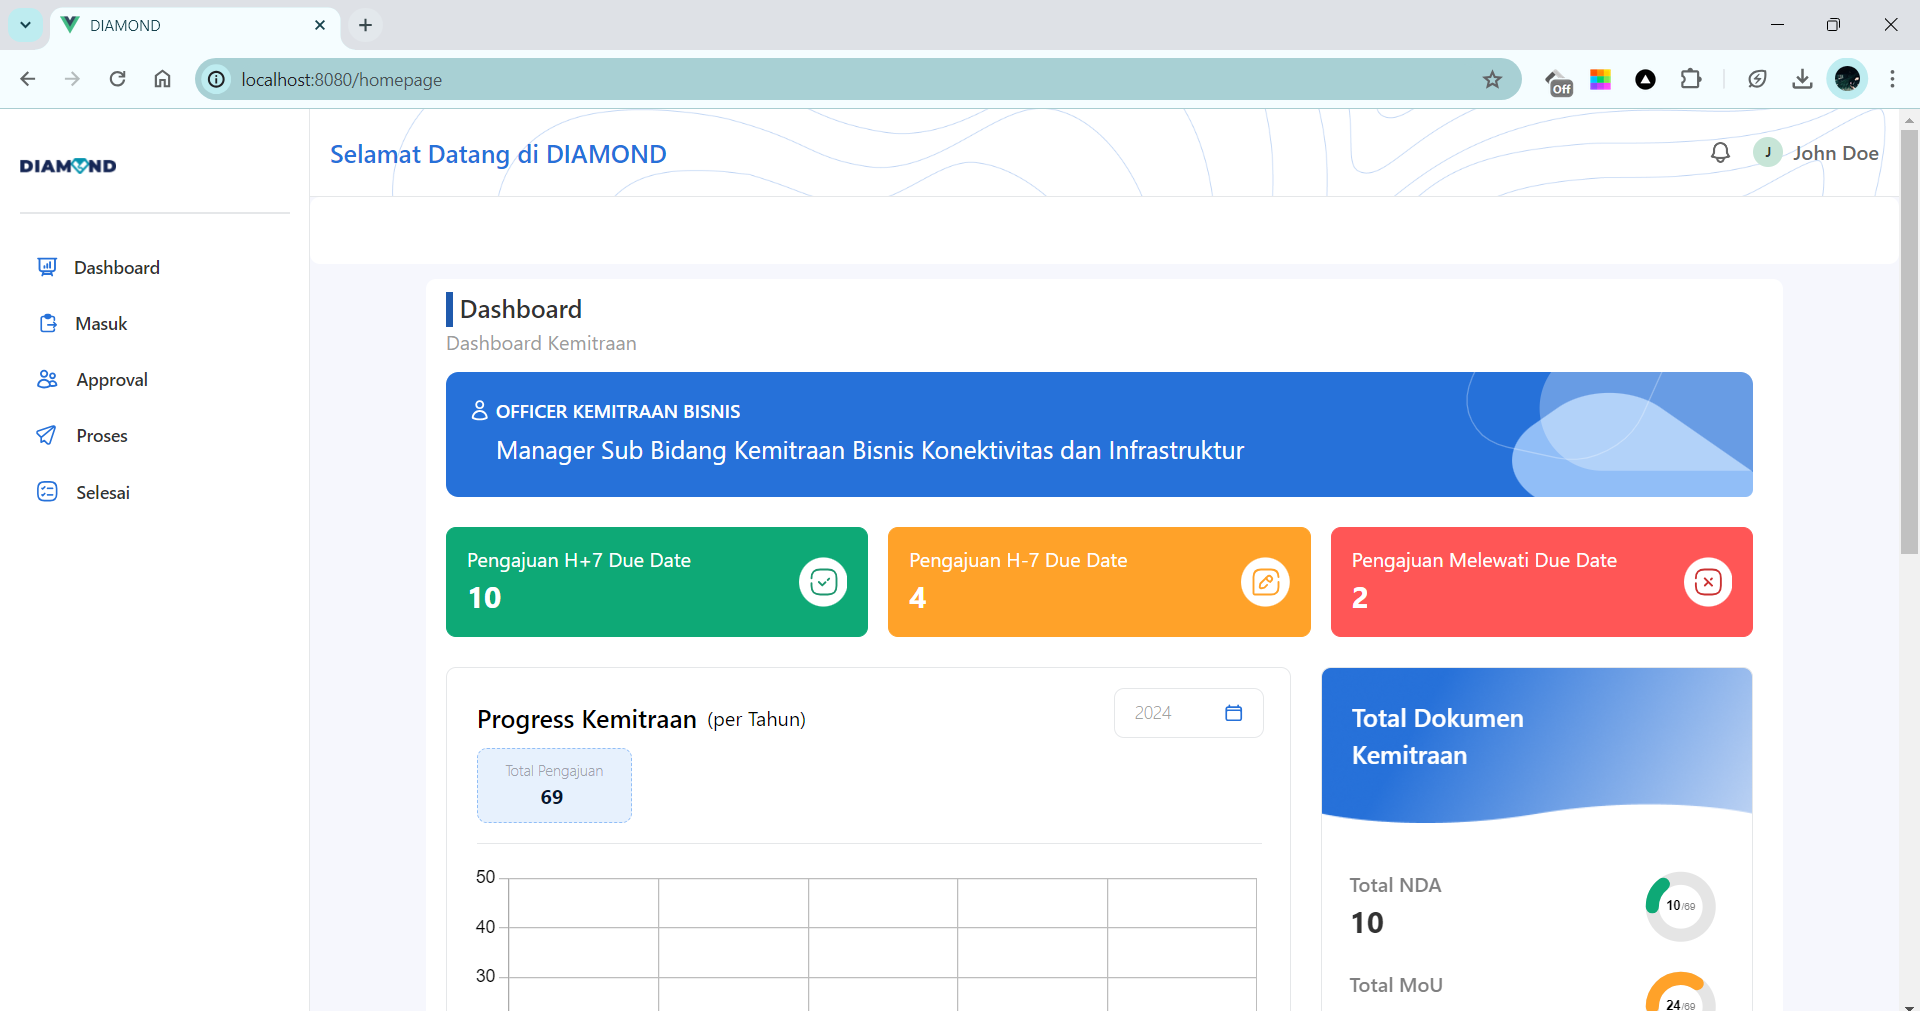 DIAMOND
localhost:8080/homepage
Off
DIAMOND
Selamat Datang di DIAMOND
J
John Doe
Dashboard
Masuk
Approval
Proses
Selesai
Dashboard
Dashboard Kemitraan
OFFICER KEMITRAAN BISNIS
Manager Sub Bidang Kemitraan Bisnis Konektivitas dan Infrastruktur
Pengajuan H+7 Due Date
10
Pengajuan H-7 Due Date
4
Pengajuan Melewati Due Date
2
Progress Kemitraan (per Tahun)
2024
Total Pengajuan
69
50
40
30
Total Dokumen
Kemitraan
Total NDA
10
10/69
Total MoU
24/69